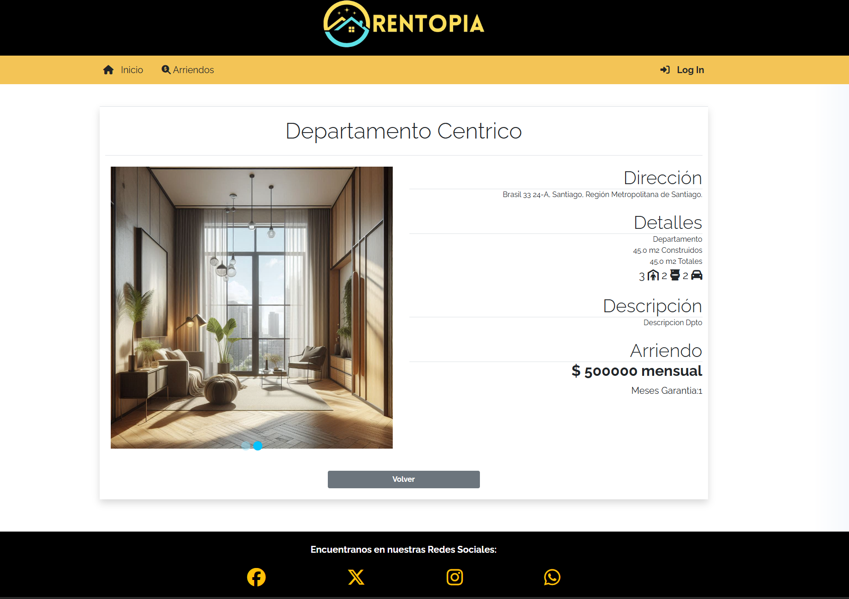 RENTOPIA
Inicio
Arriendos
Log In
Departamento Centrico
Dirección
Brasil 33 24-A, Santiago, Región Metropolitana de Santiago.
Detalles
Departamento
45.0 m2 Construidos
45.0 m2 Totales
3 2 2
Descripción
Descripcion Dpto
Arriendo
$ 500000 mensual
Meses Garantia:1
Volver
Encuentranos en nuestras Redes Sociales: